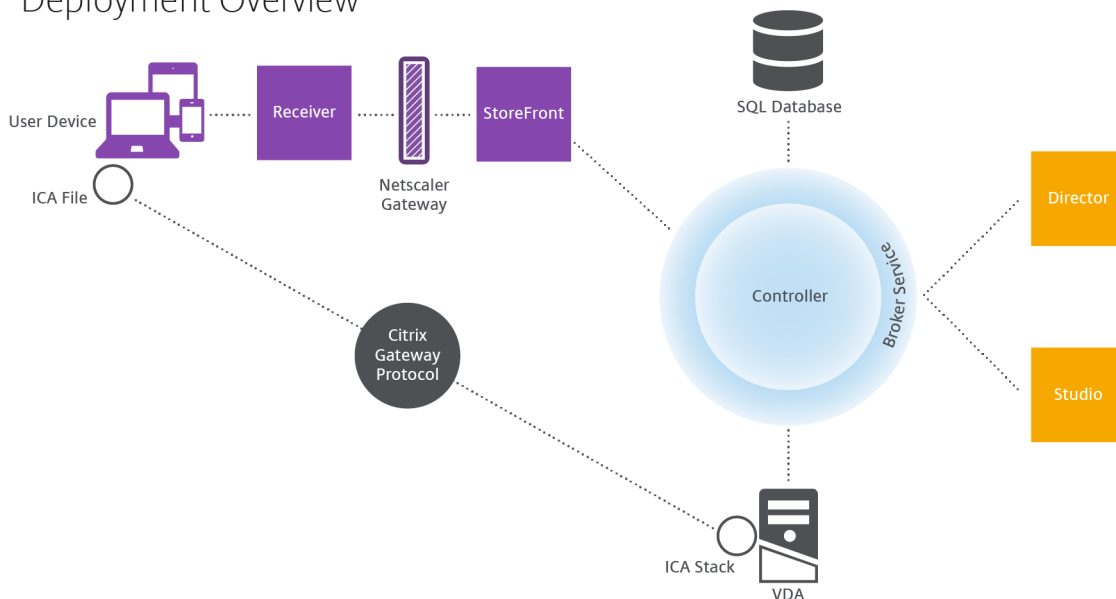 Deployment Overview
SQL Database
User Device
Receiver
StoreFront
Netscaler
Gateway
ICA File
Director
Controller
Broker Service
Citrix
Gateway
Protocol
Studio
ICA Stack
VDA